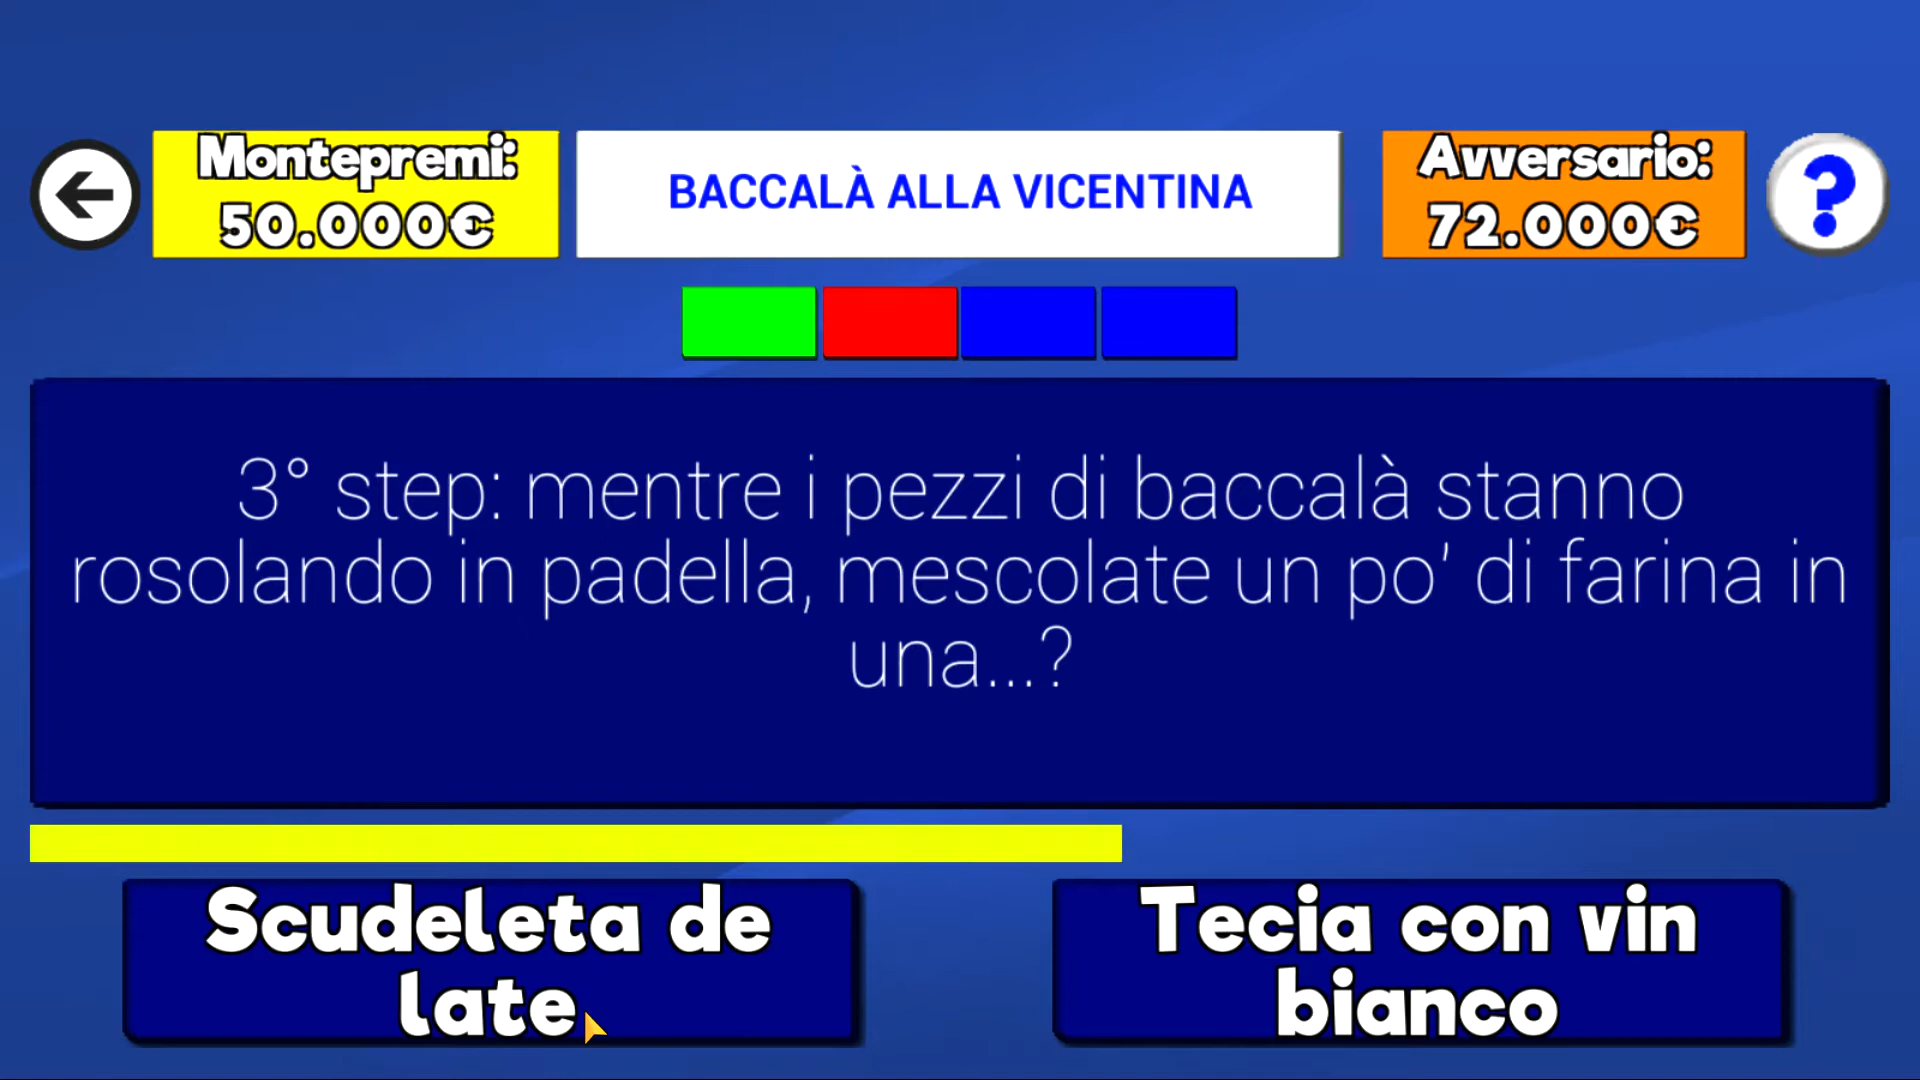 Montepremi:
50.000€
BACCALÀ ALLA VICENTINA
Avversario:
72.000€
?
3° step: mentre i pezzi di baccalà stanno
rosolando in padella, mescolate un po' di farina in
una...?
Scudeleta de
late
Tecia con vin
bianco